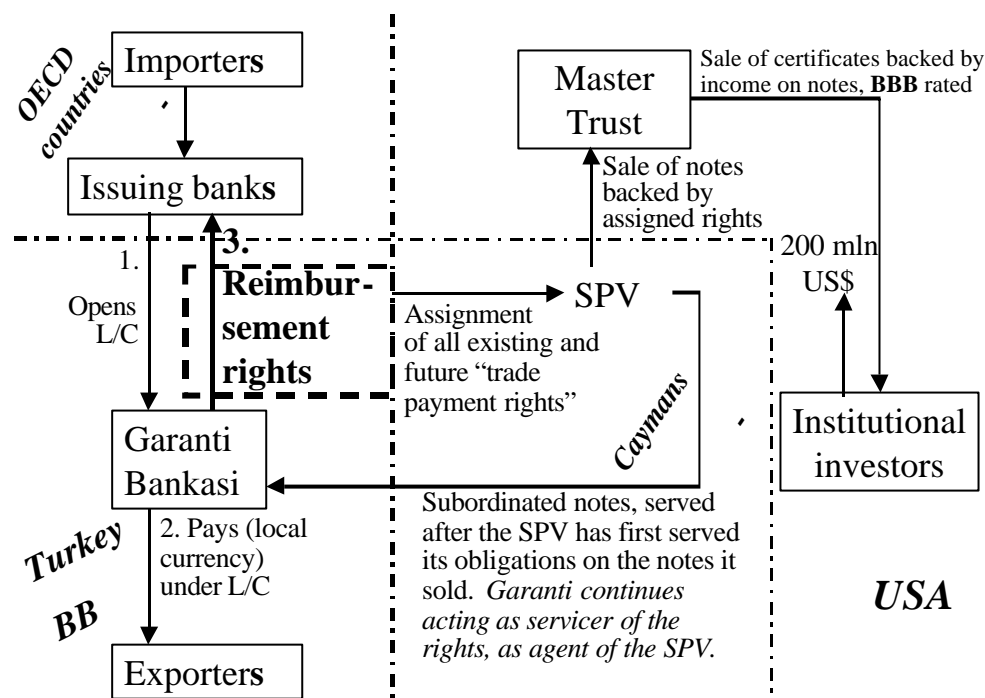 OECD
countries
Importers
Issuing banks
1.
Opens
L/C
3.
Reimbur-
sement
rights
Garanti
Bankasi
Turkey
BB
2. Pays (local
currency)
under L/C
Exporters
Master
Trust
Sale of certificates backed by
income on notes, BBB rated
Sale of notes
backed by
assigned rights
SPV
Assignment
of all existing and
future “trade
payment rights”
Caymans
Subordinated notes, served
after the SPV has first served
its obligations on the notes it
sold. Garanti continues
acting as servicer of the
rights, as agent of the SPV.
200 mln
US$
Institutional
investors
USA